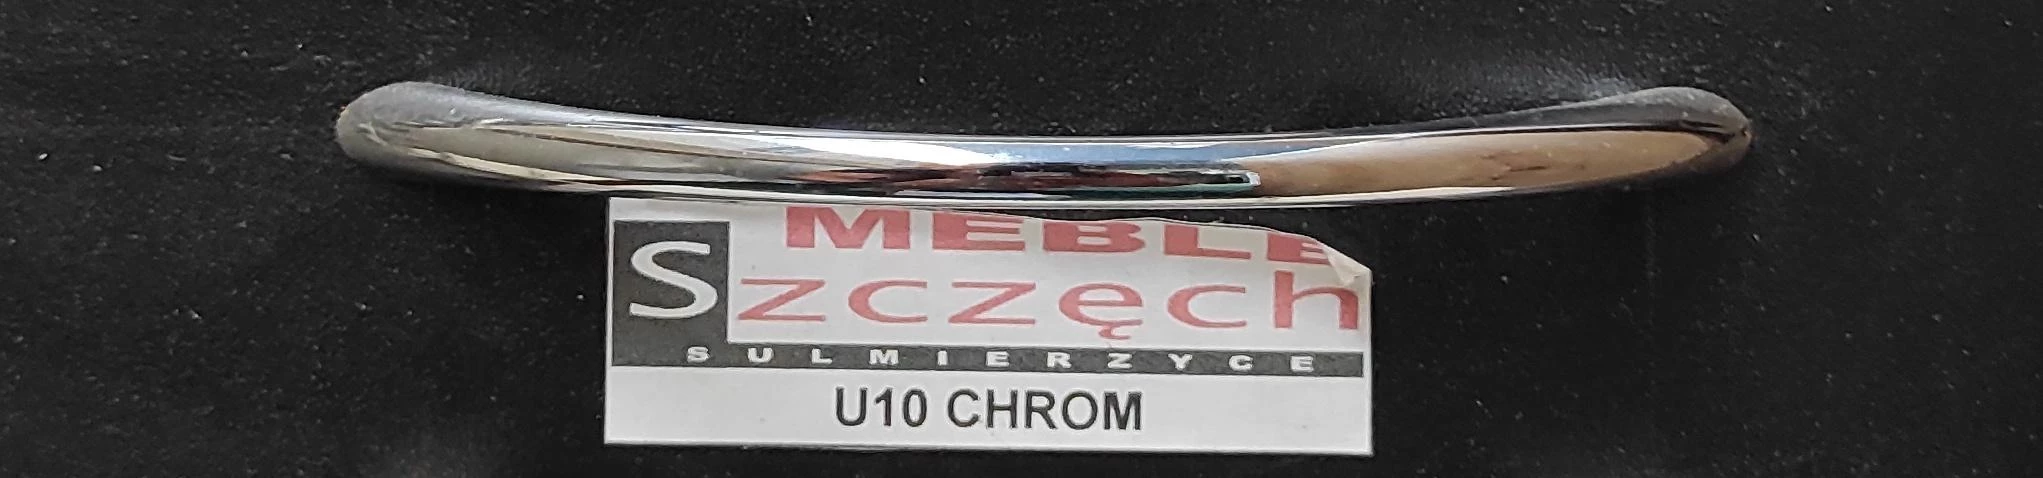 MEBLE
Szczęch
SULMIERZYCE
U10 CHROM